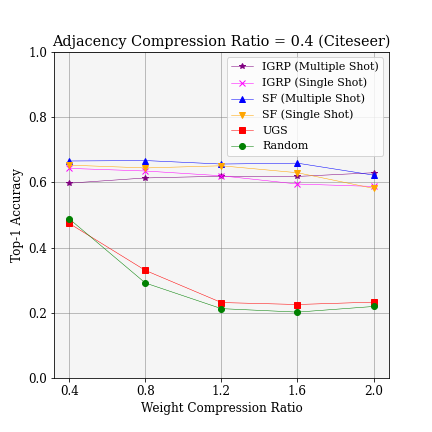 Adjacency Compression Ratio = 0.4 (Citeseer)
IGRP (Multiple Shot)
IGRP (Single Shot)
SF (Multiple Shot)
SF (Single Shot)
UGS
Random
Top-1 Accuracy
1.0
0.8
0.6
0.4
0.2
0.0
0.4 0.8 1.2 1.6 2.0
Weight Compression Ratio